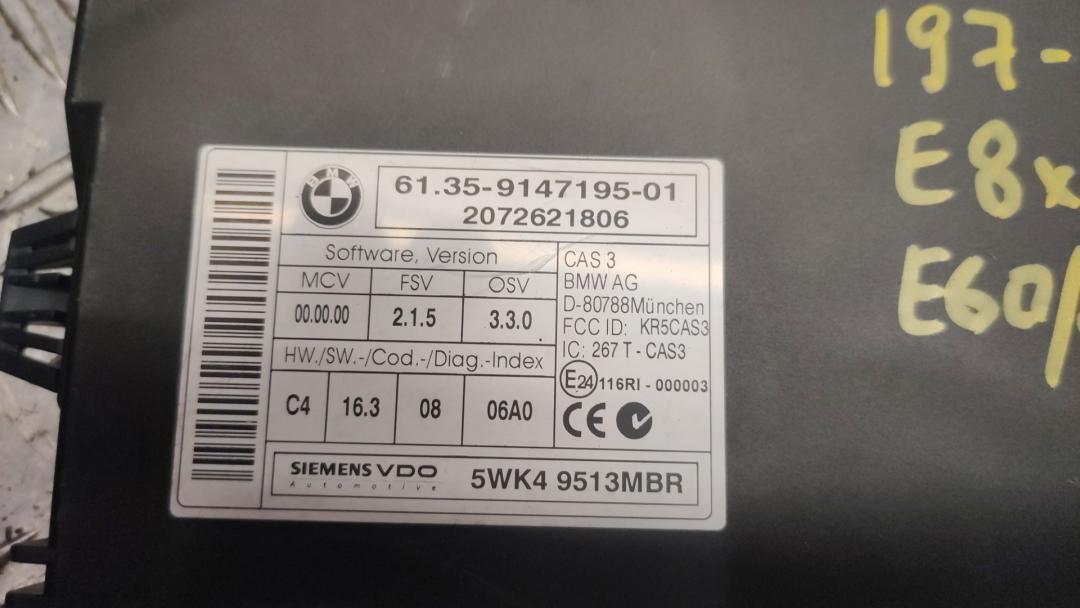 197-
E8x
E60/
BMW
61.35-9147195-01
2072621806
Software, Version
MCV FSV OSV
00.00.00 2.1.5 3.3.0
HW./SW.-/Cod.-/Diag.-Index
C4 16.3 08 06A0
CAS 3
BMW AG
D-80788München
FCC ID: KR5CAS3
IC: 267 T - CAS3
E24 116RI - 000003
CE
SIEMENS VDO
Automotive
5WK4 9513MBR